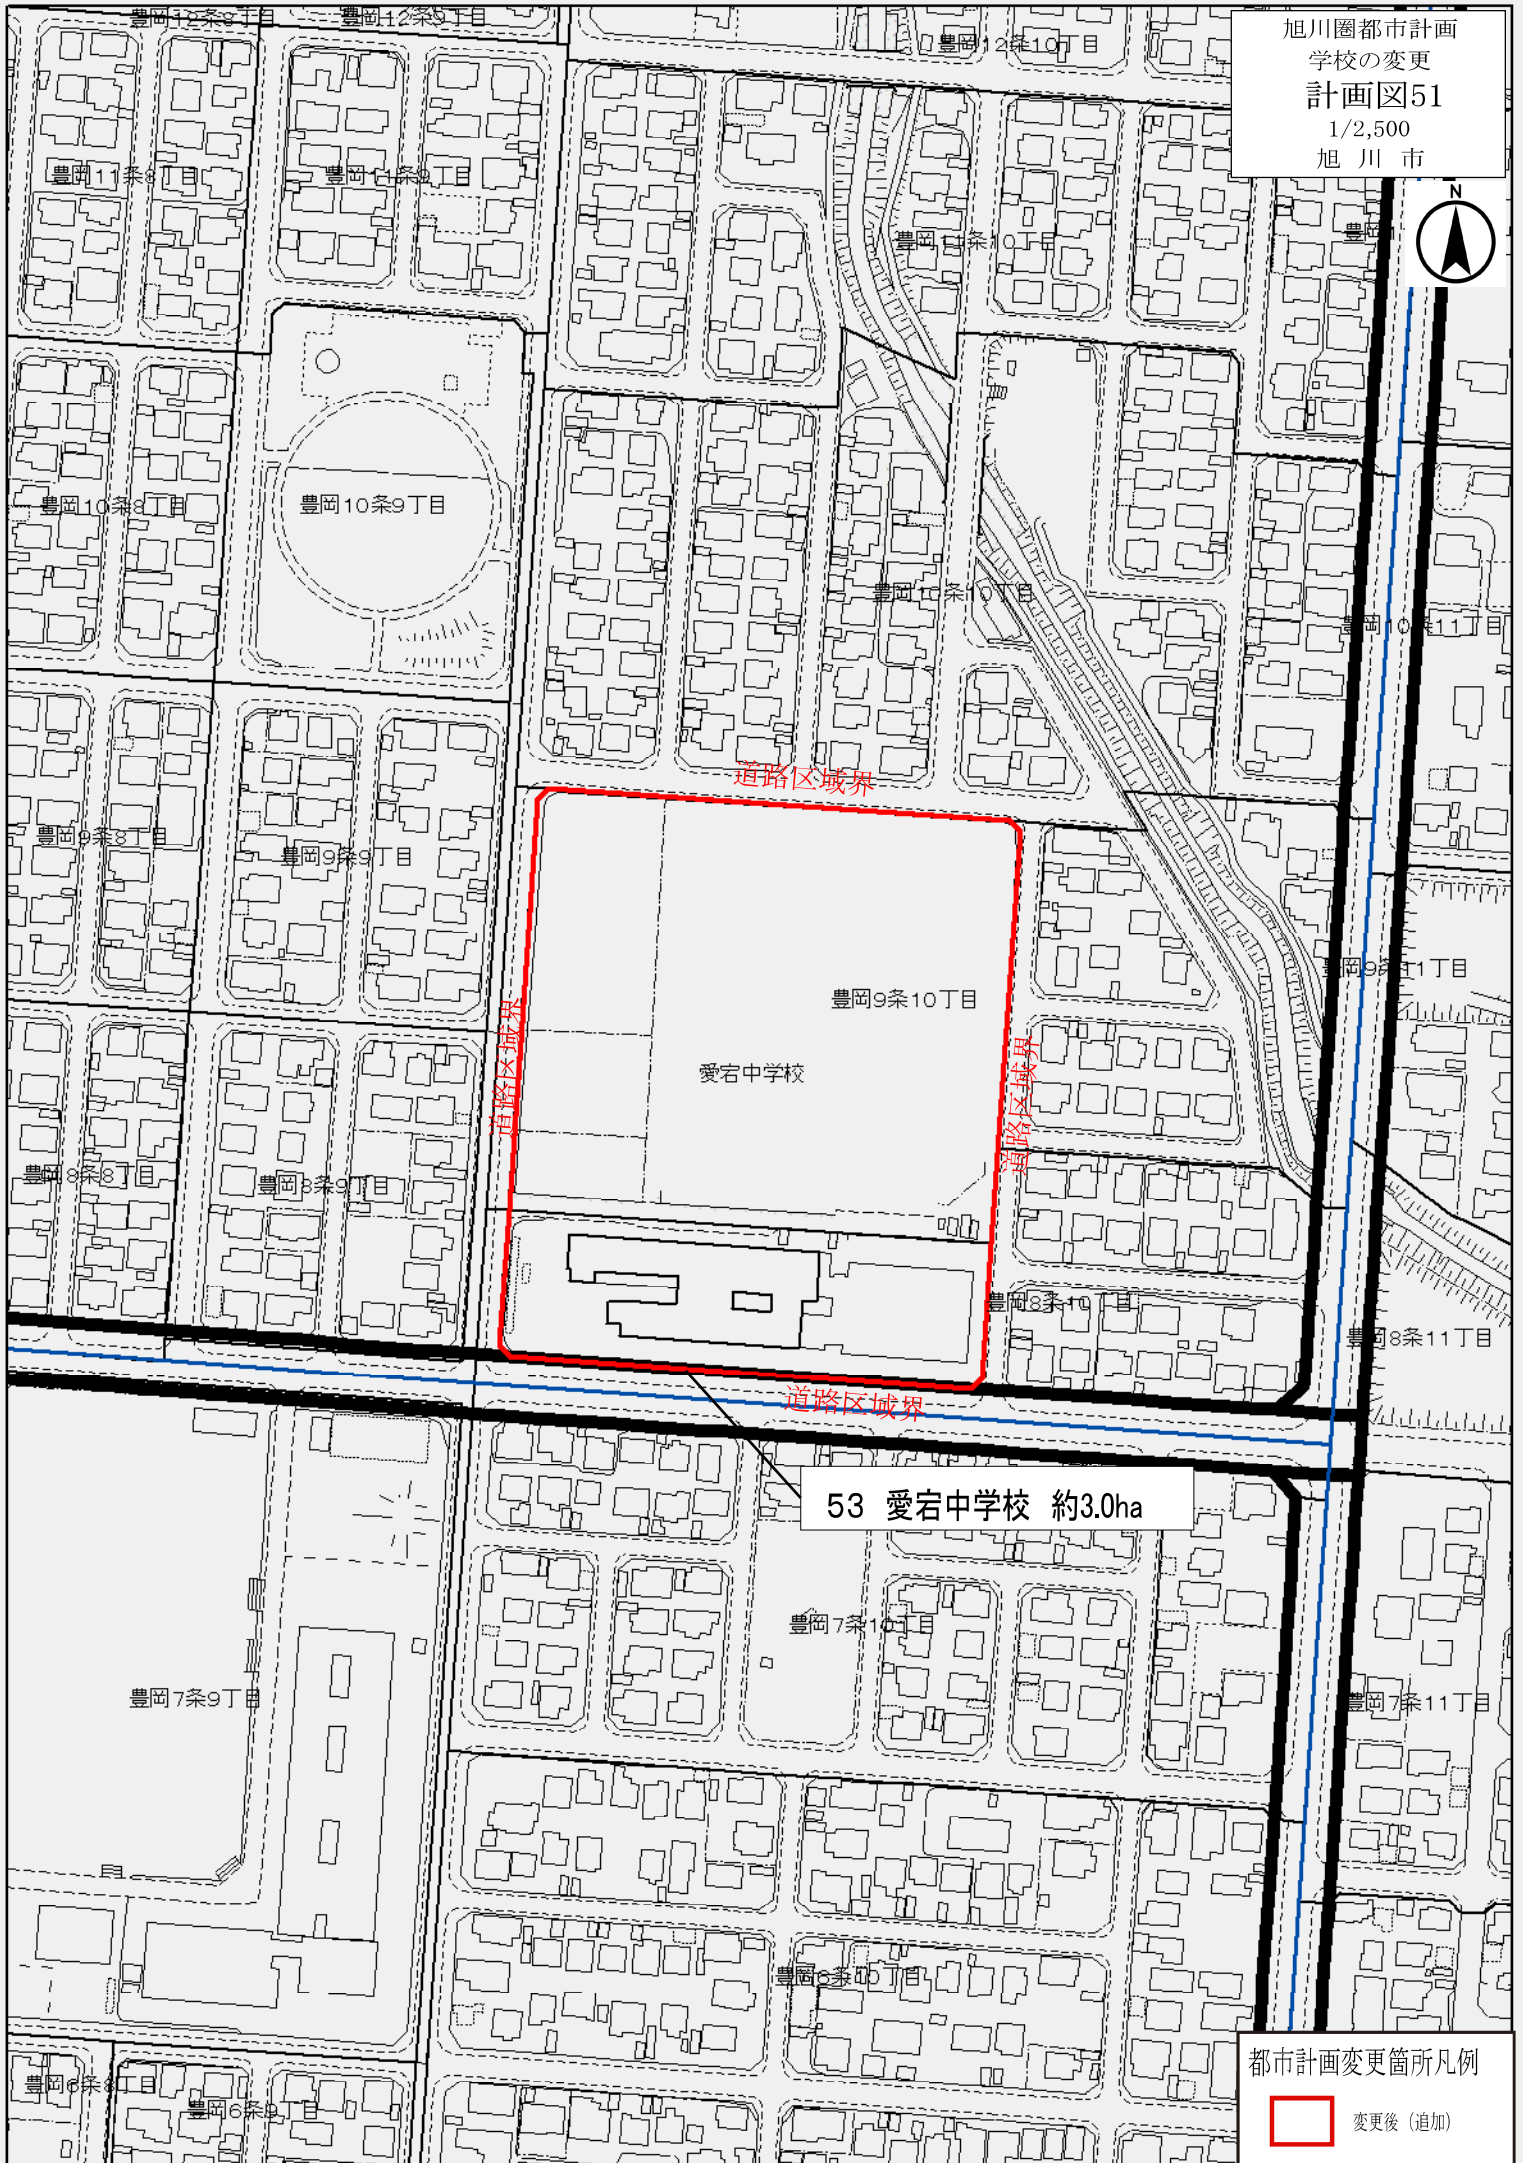 豊岡12条8丁目
豊岡12条9丁目
豊岡12条10丁目
旭川圏都市計画
学校の変更
計画図51
1/2,500
旭川市
N
豊岡11条8丁目
豊岡11条9丁目
豊岡11条10丁目
豊岡
豊岡10条8丁目
豊岡10条9丁目
豊岡10条10丁目
豊岡10条11丁目
道路区域界
豊岡9条8丁目
豊岡9条9丁目
豊岡9条11丁目
豊岡9条10丁目
道路区域界
道路区域界
愛宕中学校
豊岡8条8丁目
豊岡8条9丁目
豊岡8条10丁目
豊岡8条11丁目
道路区域界
53 愛宕中学校 約3.0ha
豊岡7条10丁目
豊岡7条9丁目
豊岡7条11丁目
豊岡6条10丁目
豊岡6条8丁目
豊岡6条9丁目
都市計画変更箇所凡例
変更後（追加）